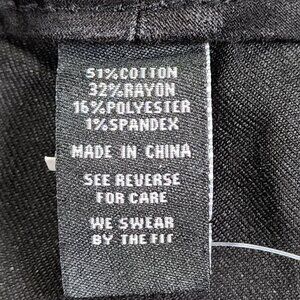 51%COTTON
32%RAYON
16%POLYESTER
1%SPANDEX
MADE IN CHINA
SEE REVERSE
FOR CARE
WE SWEAR
BY THE FIT